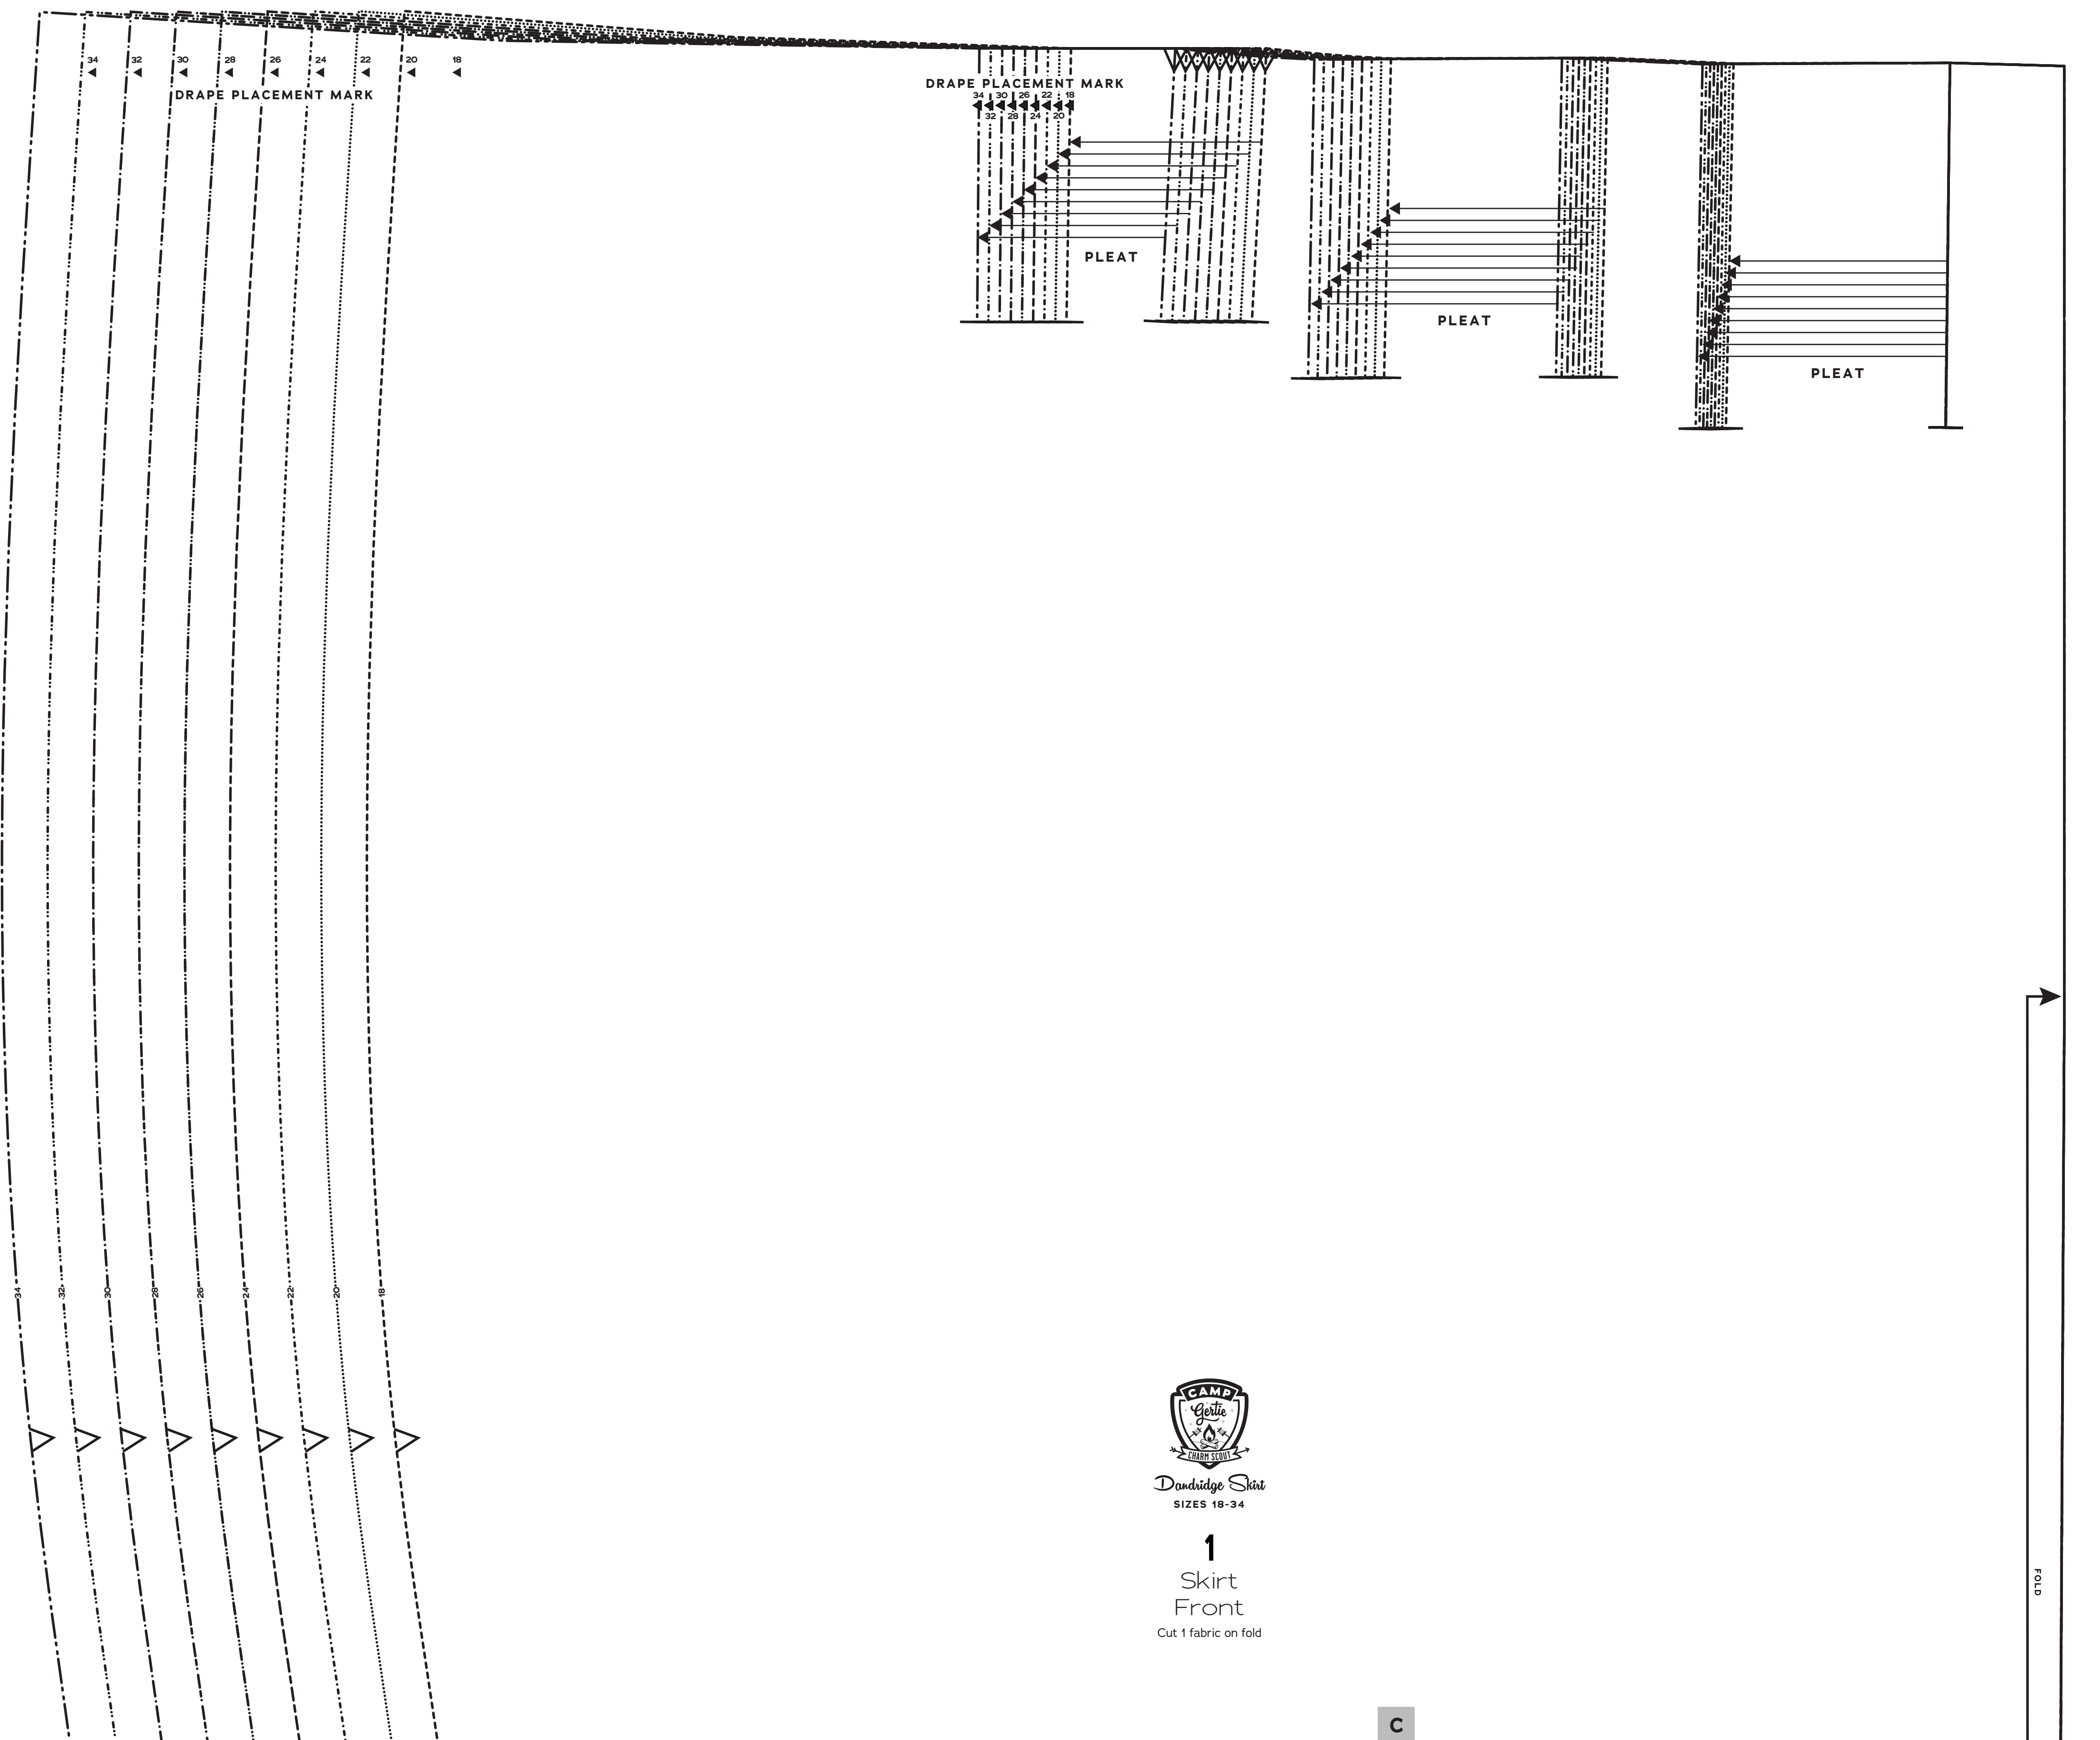 34 32 30 28 26 24 22 20 18
DRAPE PLACEMENT MARK
DRAPE PLACEMENT MARK
34 30 26 22 18
32 28 24 20
PLEAT
PLEAT
PLEAT
34 32 30 28 26 24 22 20 18
CAMP
Gertie
CHARM SCOUT
Dandridge Skirt
SIZES 18-34
1
Skirt
Front
Cut 1 fabric on fold
FOLD
C